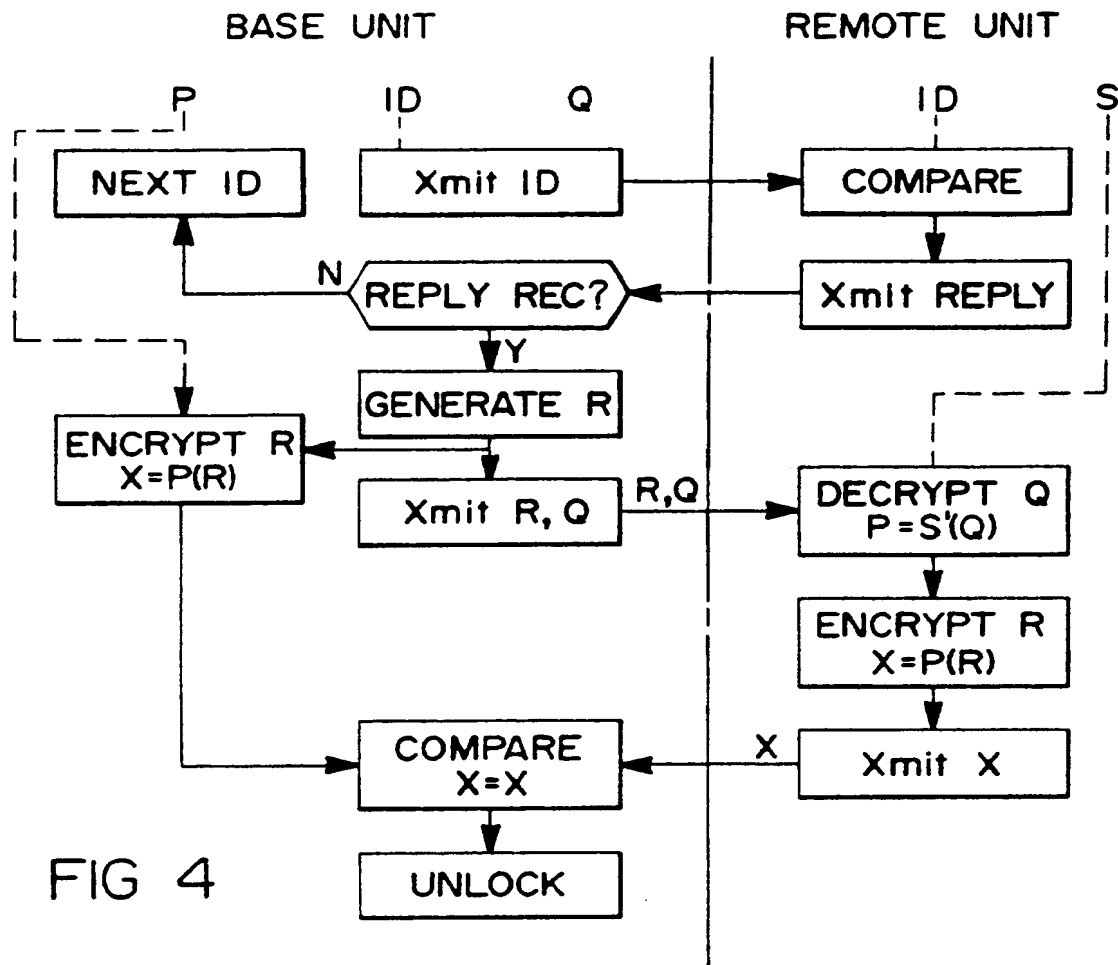 BASE UNIT
REMOTE UNIT
P
ID
Q
ID
S
NEXT ID
Xmit ID
COMPARE
N
REPLY REC?
Xmit REPLY
Y
GENERATE R
ENCRYPT R
X=P(R)
Xmit R, Q
R,Q
DECRYPT Q
P=S'(Q)
ENCRYPT R
X=P(R)
COMPARE
X=X
X
Xmit X
UNLOCK
FIG 4